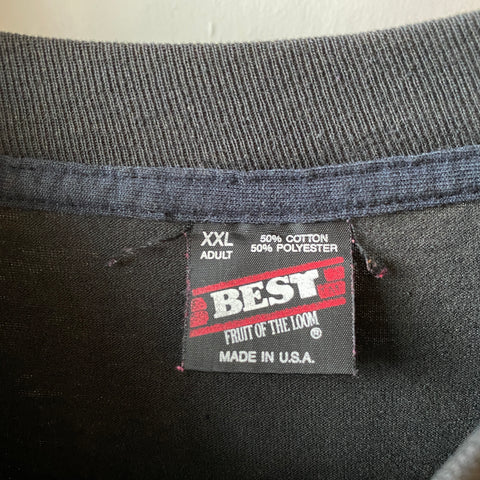 XXL 50% COTTON
ADULT 50% POLYESTER
BEST
FRUIT OF THE LOOM ®
MADE IN U.S.A.